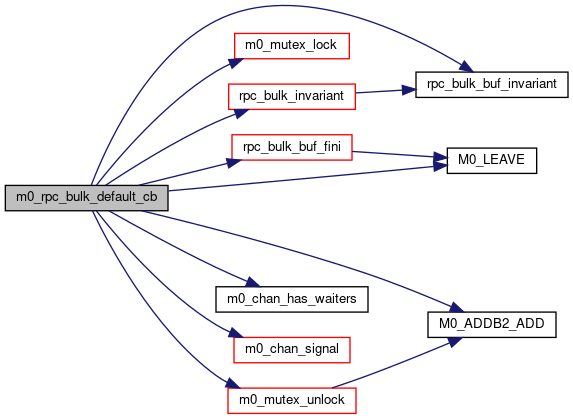 m0_mutex_lock
rpc_bulk_buf_invariant
rpc_bulk_invariant
rpc_bulk_buf_fini
M0_LEAVE
m0_rpc_bulk_default_cb
m0_chan_has_waiters
M0_ADDB2_ADD
m0_chan_signal
m0_mutex_unlock